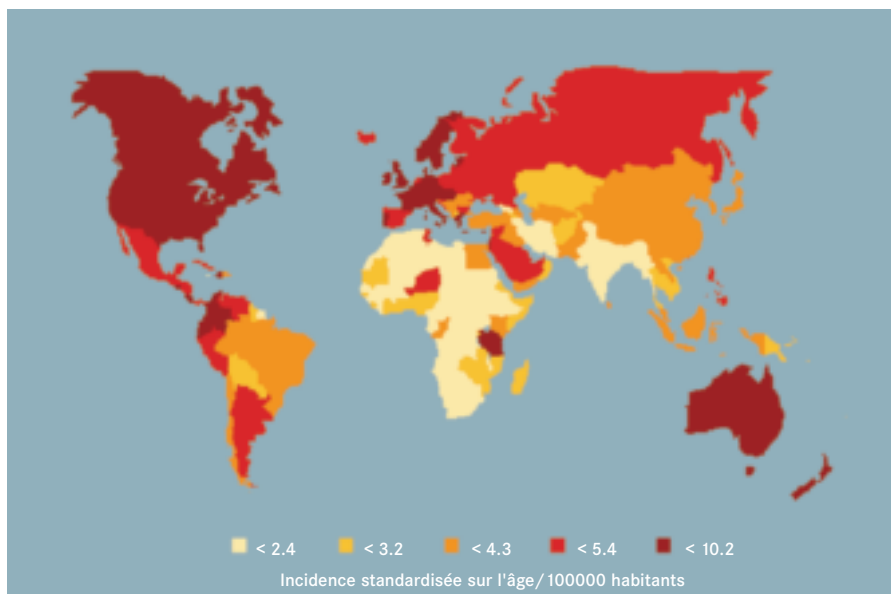 < 2.4 < 3.2 < 4.3 < 5.4 < 10.2
Incidence standardisée sur l'âge/100000 habitants